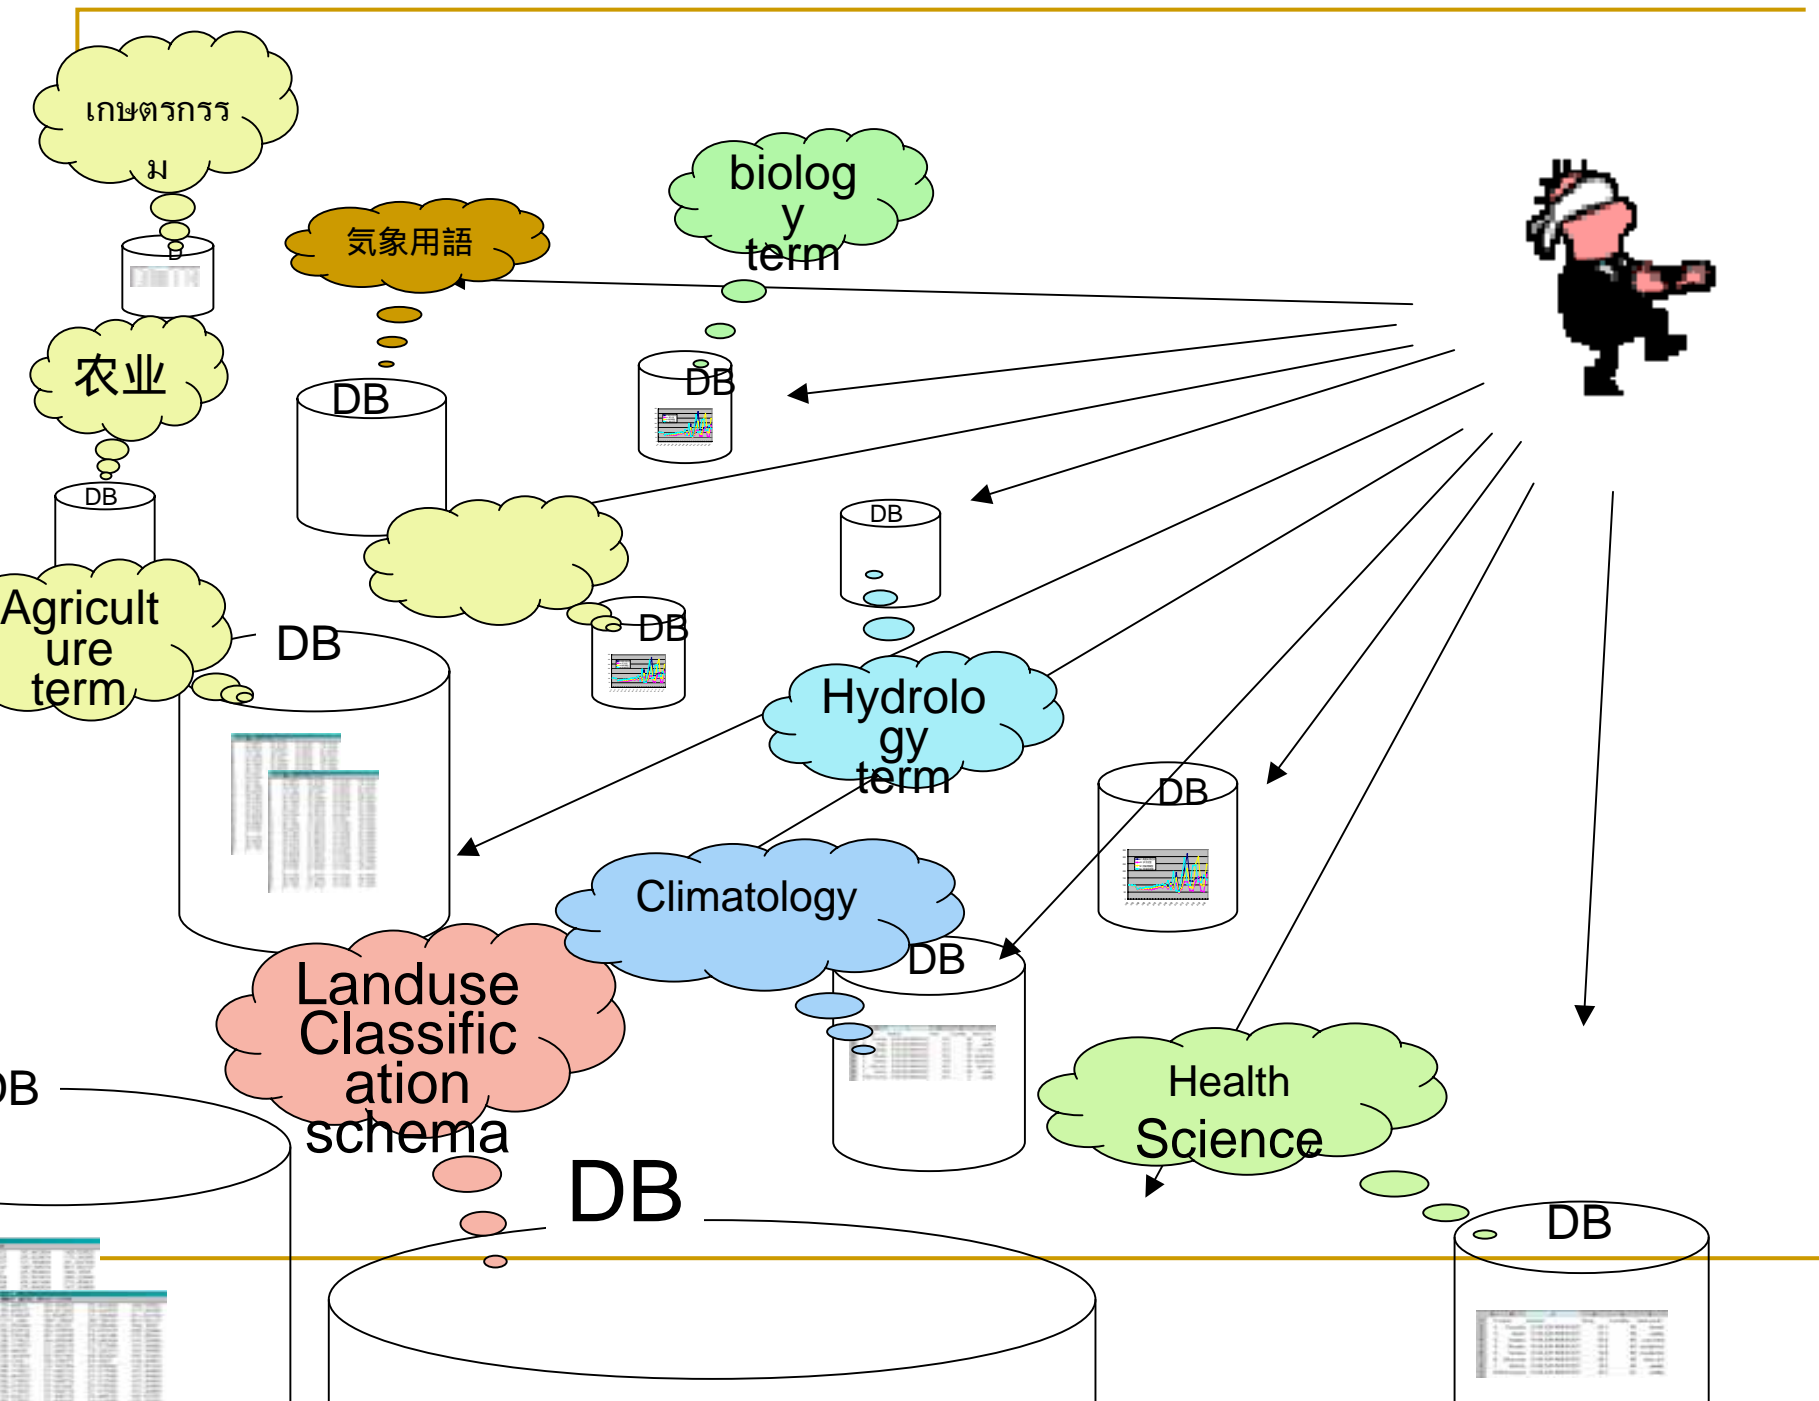 เกษตรกรร
ม
D
気象用語
biolog
y
term
农业
DB
DB
DB
DB
Agricult
ure
term
DB
DB
Hydrolo
gy
term
DB
Climatology
DB
Landuse
Classific
ation
schema
Health
Science
DB
DB
DB